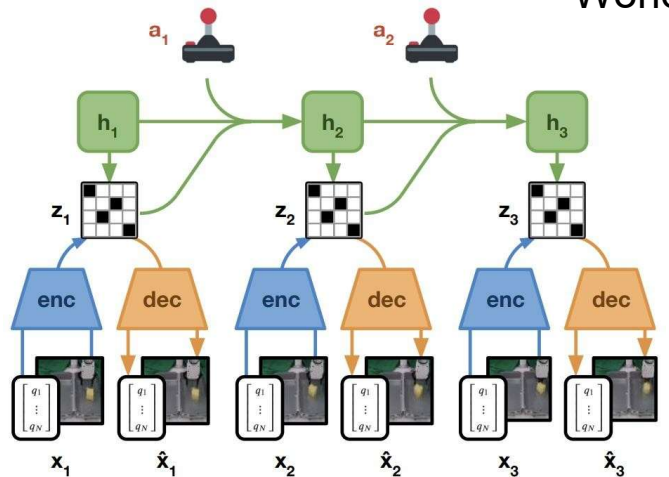 Worl
a₁ a₂
h₁ h₂ h₃
z₁ z₂ z₃
enc dec enc dec enc dec
q₁ q₁ q₁ q₁ q₁ q₁
⋮ ⋮ ⋮ ⋮ ⋮ ⋮
q_N q_N q_N q_N q_N q_N
x₁ x̂₁ x₂ x̂₂ x₃ x̂₃